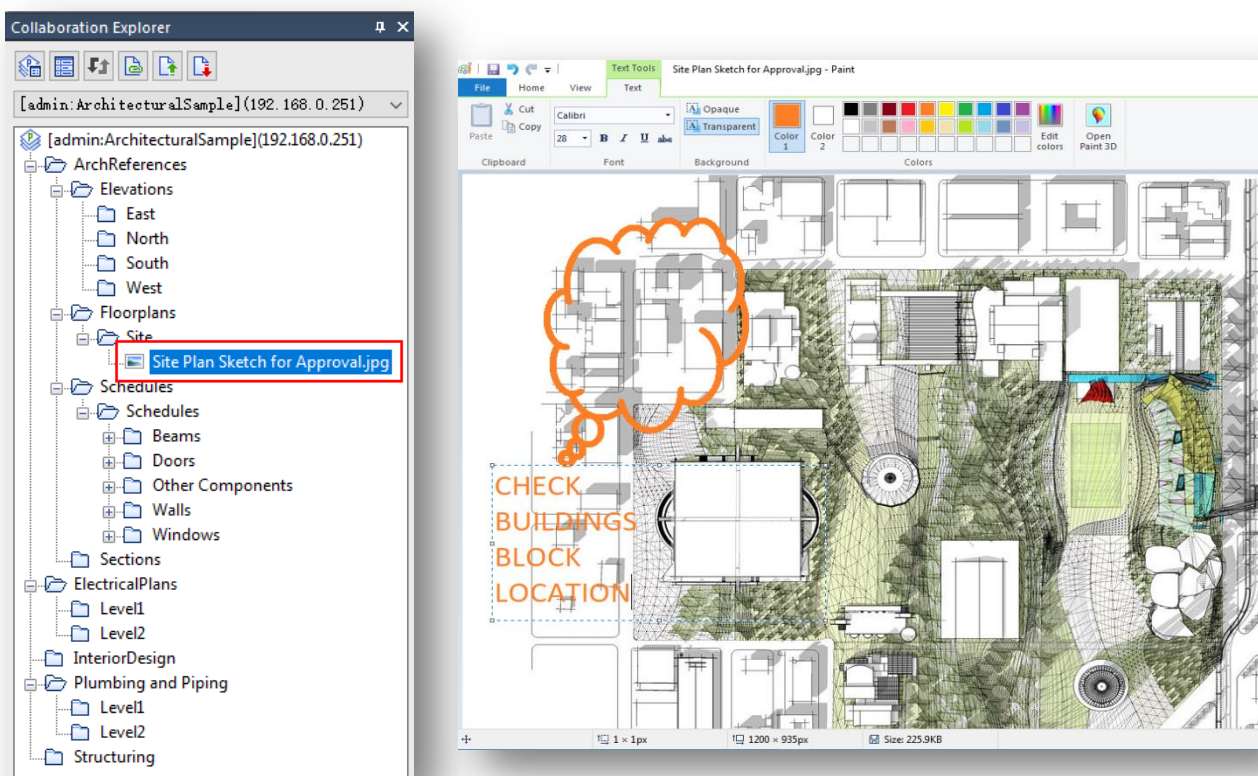 Collaboration Explorer
[admin:ArchitecturalSample](192.168.0.251)
[admin:ArchitecturalSample](192.168.0.251)
ArchReferences
Elevations
East
North
South
West
Floorplans
Site
Site Plan Sketch for Approval.jpg
Schedules
Schedules
Beams
Doors
Other Components
Walls
Windows
Sections
ElectricalPlans
Level1
Level2
InteriorDesign
Plumbing and Piping
Level1
Level2
Structuring
Text Tools
Site Plan Sketch for Approval.jpg - Paint
File
Home
View
Text
Paste
Cut
Copy
Clipboard
Calibri
28
B I U abc
Font
Opaque
Transparent
Background
Color 1
Color 2
Colors
Edit colors
Open Paint 3D
CHECK
BUILDINGS
BLOCK
LOCATION
1 × 1px
1200 × 935px
Size: 225.9KB